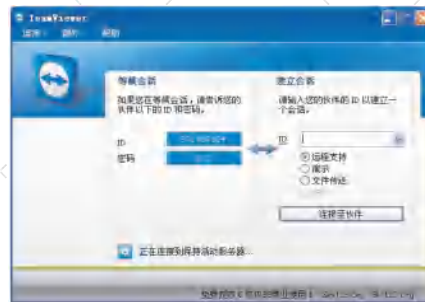 TeamViewer
帮助
等候会话
如果您在等候会话，请告诉您的
伙伴以下的 ID 和密码。
ID
密码
建立会话
请输入您的伙伴的 ID 以建立一
个会话。
ID
远程支持
演示
文件传送
连接至伙伴
正在连接到保持活动服务器...